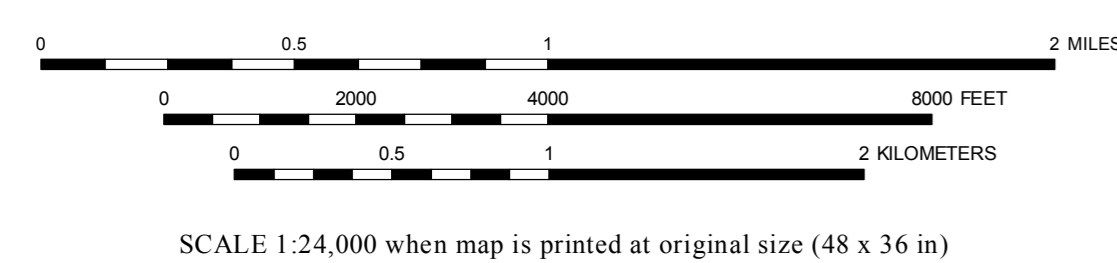 0 0.5 1 2 MILES
0 2000 4000 8000 FEET
0 0.5 1 2 KILOMETERS
SCALE 1:24,000 when map is printed at original size (48 x 36 in)